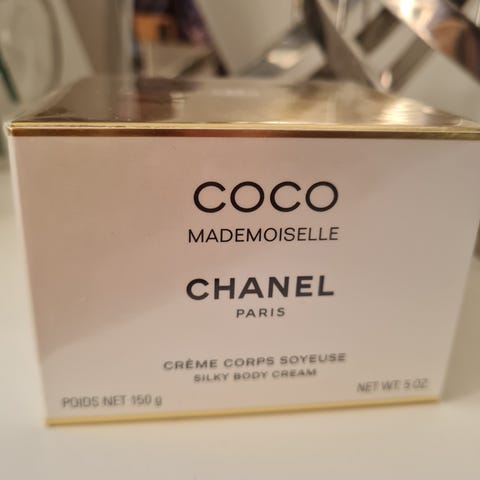 COCO
MADEMOISELLE
CHANEL
PARIS
CRÈME CORPS SOYEUSE
SILKY BODY CREAM
POIDS NET 150 g
NET WT. 5 OZ.